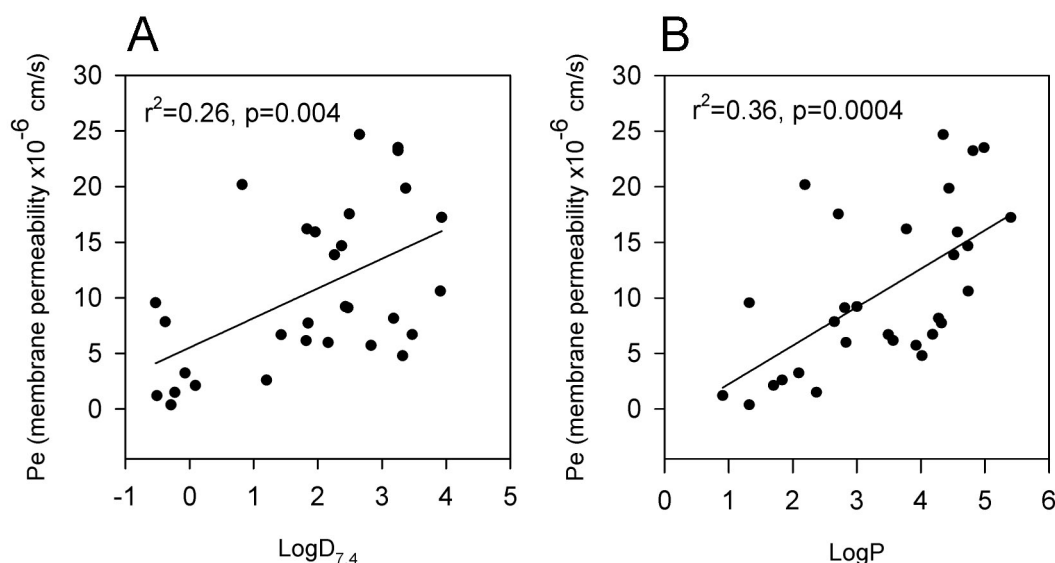 A
Pe (membrane permeability x10⁻⁶ cm/s)
30
25
20
15
10
5
0
r²=0.26, p=0.004
-1 0 1 2 3 4 5
LogD₇.₄
B
Pe (membrane permeability x10⁻⁶ cm/s)
30
25
20
15
10
5
0
r²=0.36, p=0.0004
0 1 2 3 4 5 6
LogP